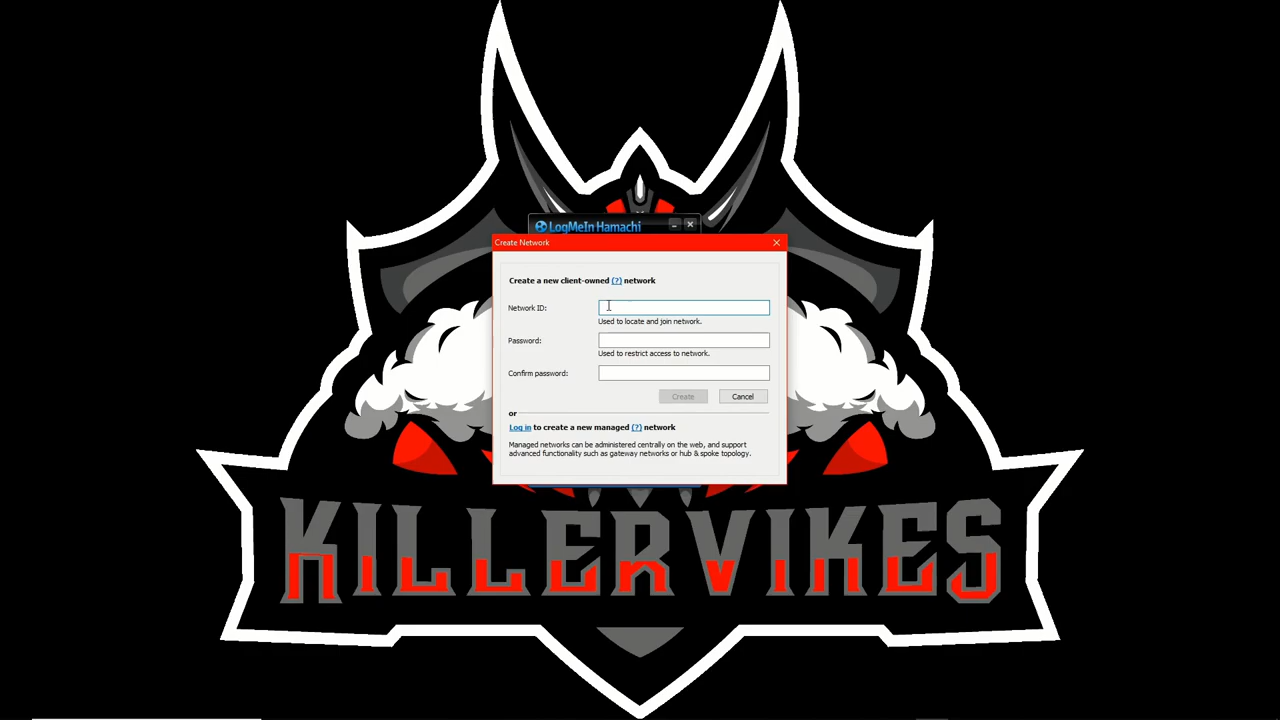 LogMeIn Hamachi
Create Network
Create a new client-owned (?) network
Network ID:
Used to locate and join network.
Password:
Used to restrict access to network.
Confirm password:
Create
Cancel
or
Log in to create a new managed (?) network
Managed networks can be administered centrally on the web, and support
advanced functionality such as gateway networks or hub & spoke topology.
KILLERVIKES